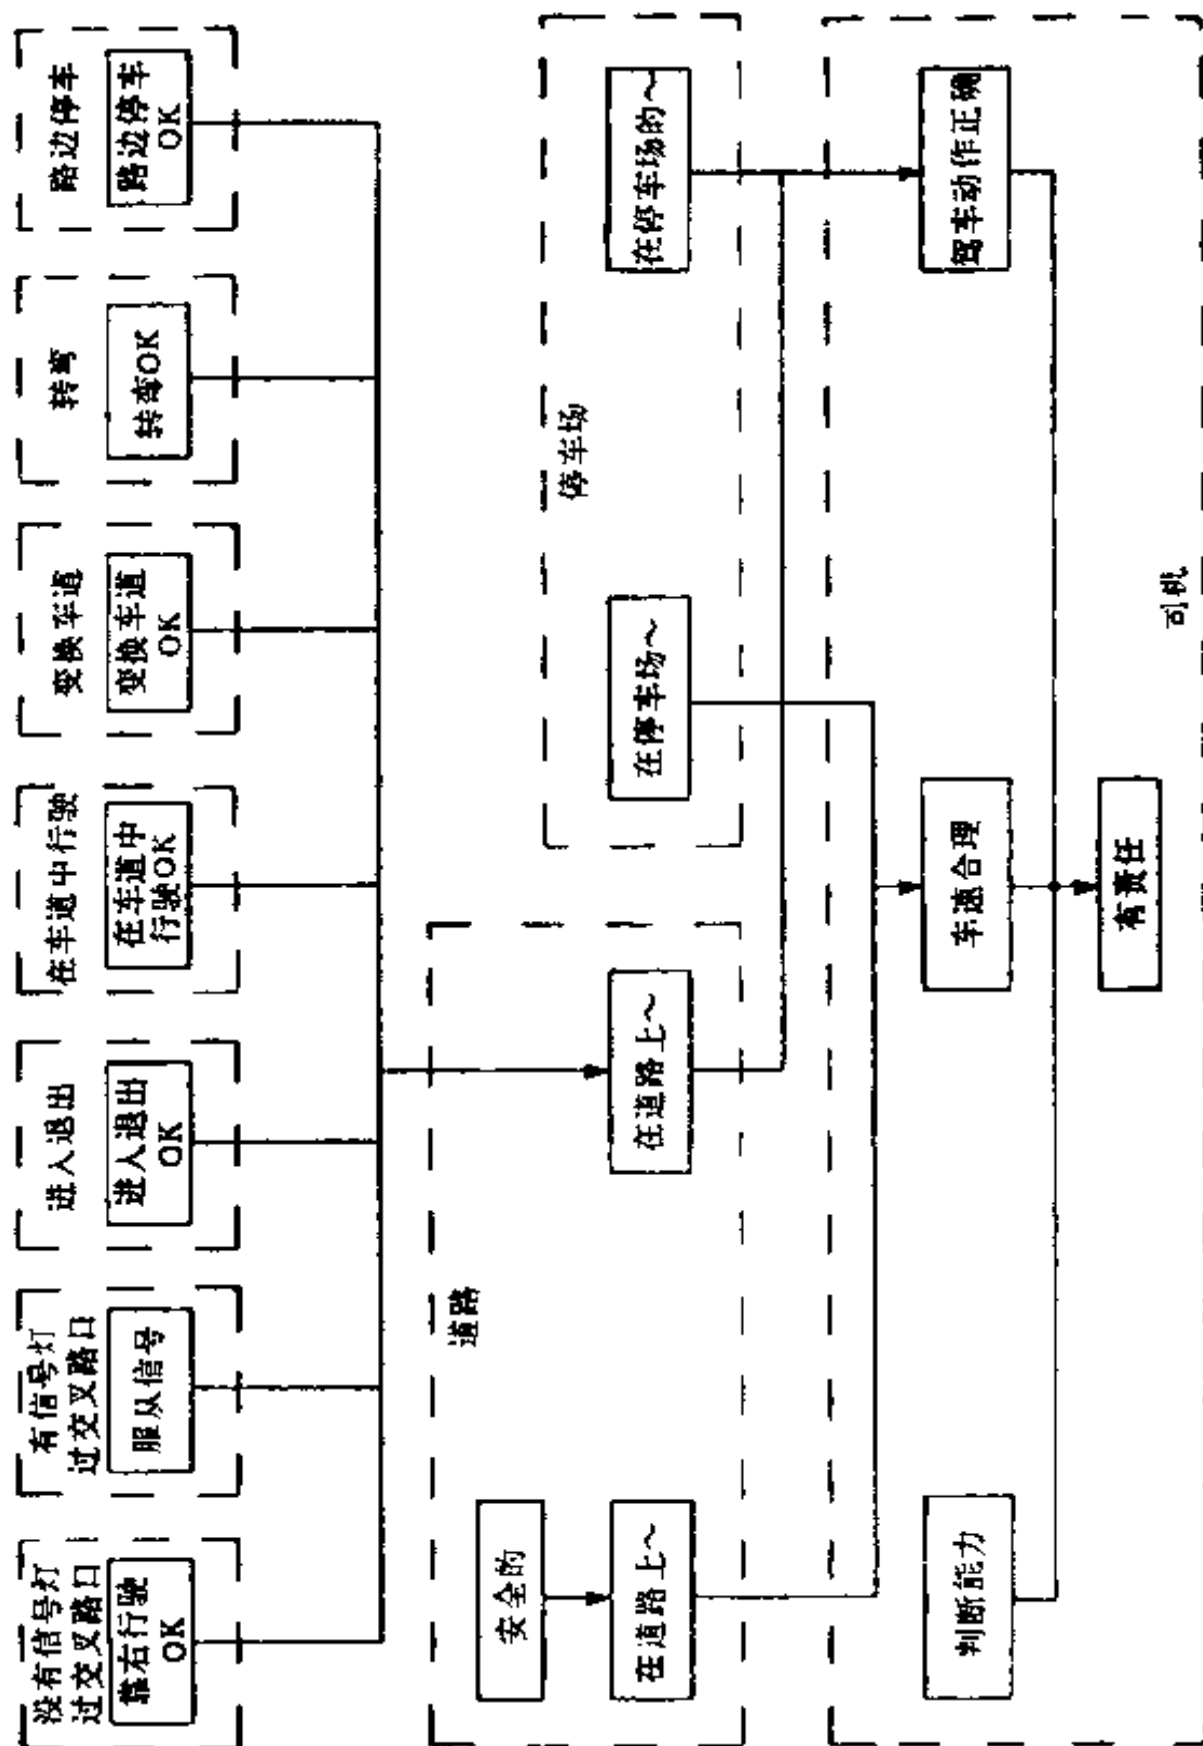 没有信号灯
过交叉路口
靠右行驶
OK
有信号灯
过交叉路口
服从信号
进入退出
进入退出
OK
在车道中行驶
在车道中
行驶OK
变换车道
变换车道
OK
转弯
转弯OK
路边停车
路边停车
OK
道路
安全的
在道路上～
在道路上～
停车场
在停车场～
在停车场的～
判断能力
车速合理
驾车动作正确
有责任
司机